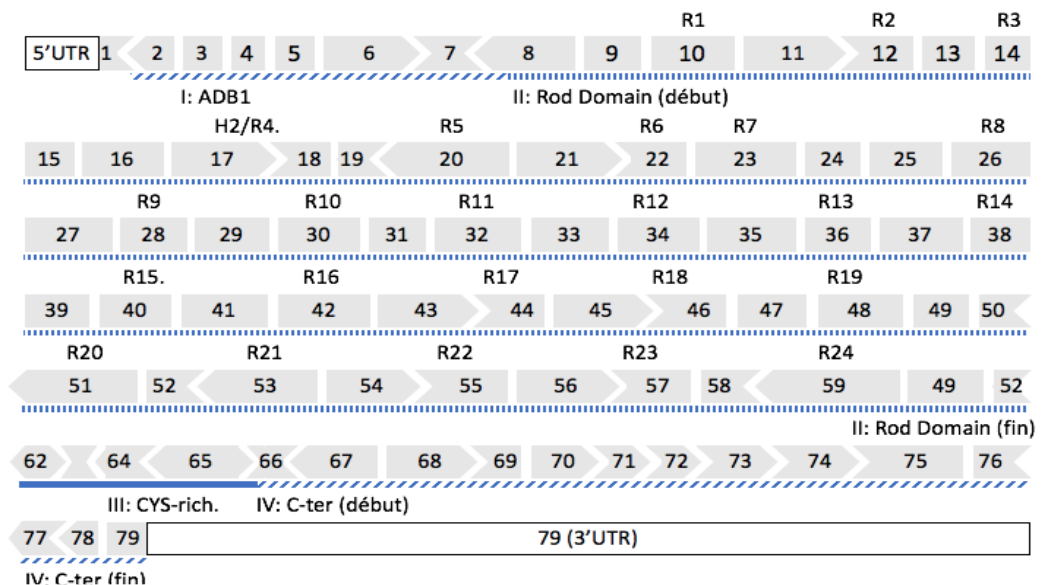 R1 R2 R3
5'UTR 1 2 3 4 5 6 7 8 9 10 11 12 13 14
I: ADB1 II: Rod Domain (début)
H2/R4. R5 R6 R7 R8
15 16 17 18 19 20 21 22 23 24 25 26
R9 R10 R11 R12 R13 R14
27 28 29 30 31 32 33 34 35 36 37 38
R15. R16 R17 R18 R19
39 40 41 42 43 44 45 46 47 48 49 50
R20 R21 R22 R23 R24
51 52 53 54 55 56 57 58 59 49 52
II: Rod Domain (fin)
62 64 65 66 67 68 69 70 71 72 73 74 75 76
III: CYS-rich. IV: C-ter (début)
77 78 79 79 (3'UTR)
IV: C-ter (fin)